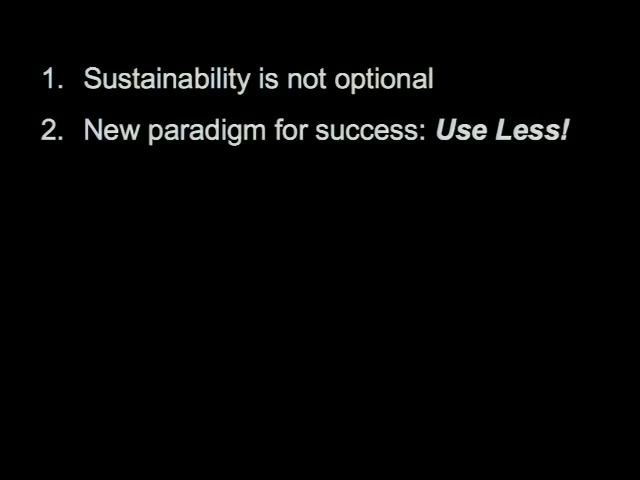 1. Sustainability is not optional
2. New paradigm for success: Use Less!